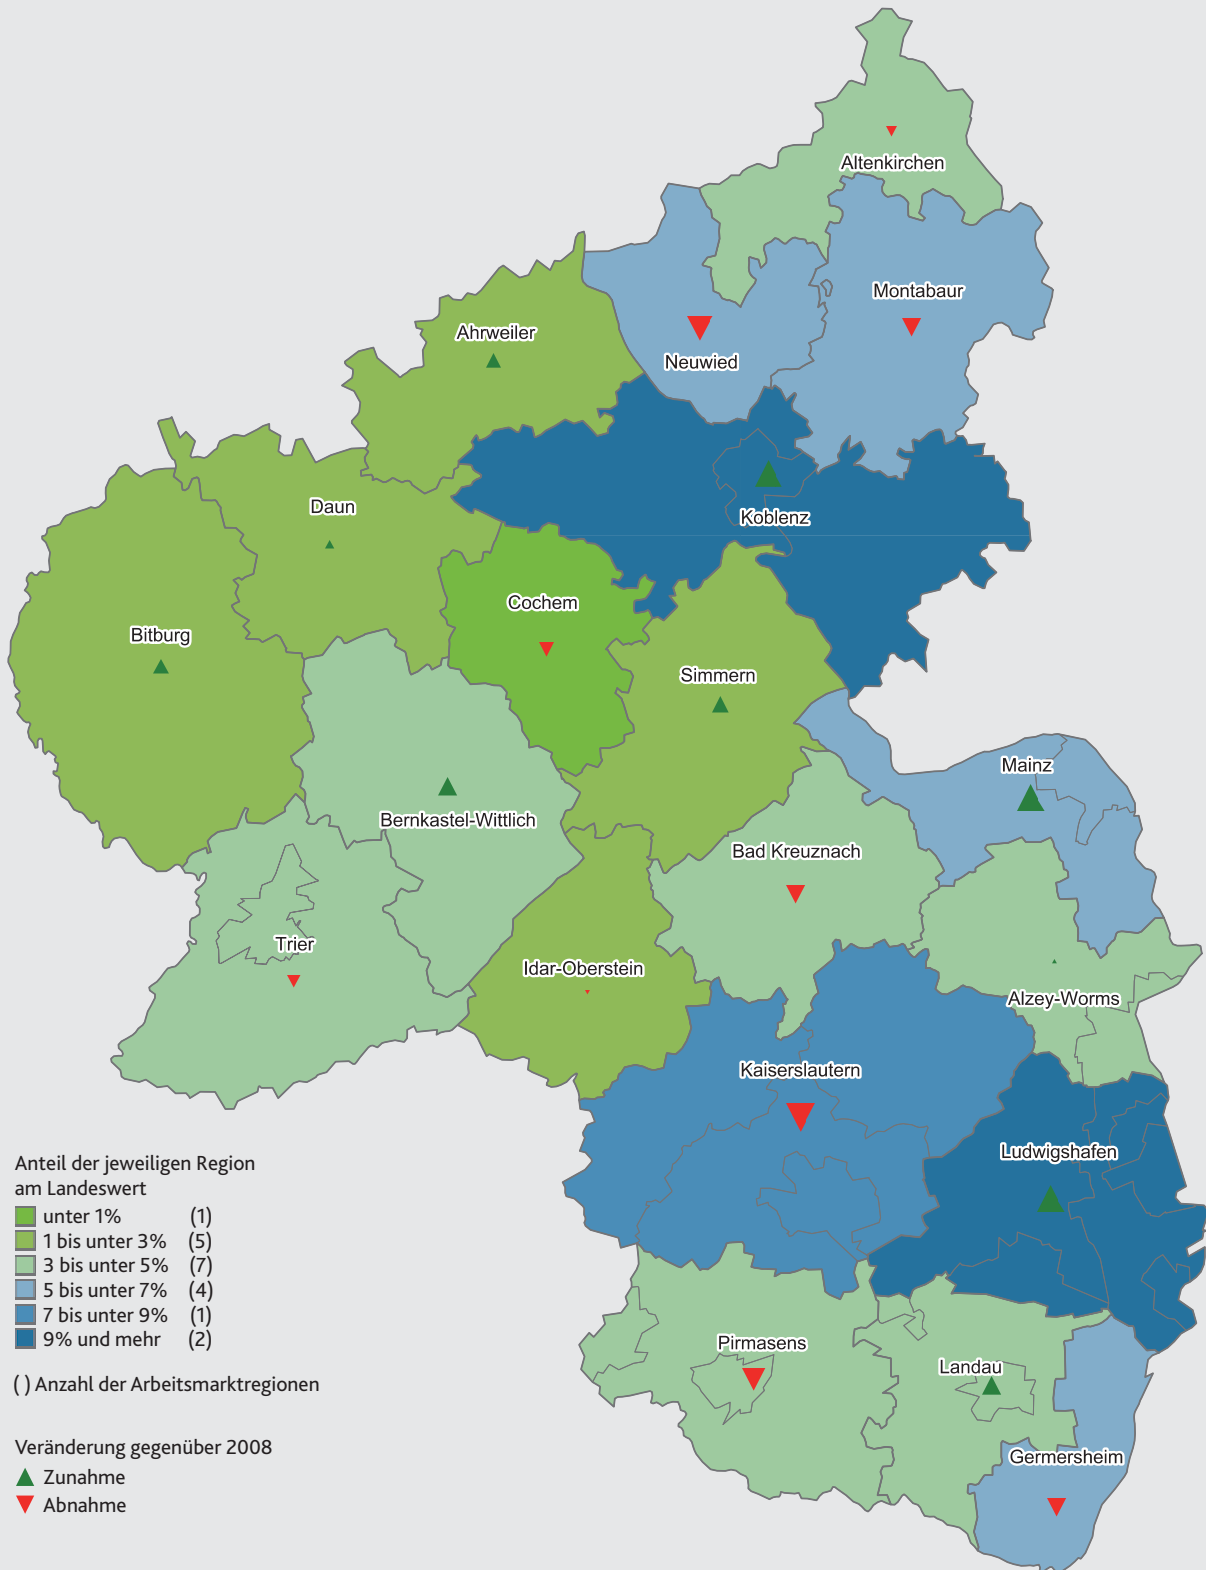 Altenkirchen
Montabaur
Ahrweiler
Neuwied
Daun
Koblenz
Cochem
Bitburg
Simmern
Mainz
Bernkastel-Wittlich
Bad Kreuznach
Trier
Idar-Oberstein
Alzey-Worms
Kaiserslautern
Ludwigshafen
Pirmasens
Landau
Germersheim
Anteil der jeweiligen Region
am Landeswert
unter 1% (1)
1 bis unter 3% (5)
3 bis unter 5% (7)
5 bis unter 7% (4)
7 bis unter 9% (1)
9% und mehr (2)
( ) Anzahl der Arbeitsmarktregionen
Veränderung gegenüber 2008
Zunahme
Abnahme